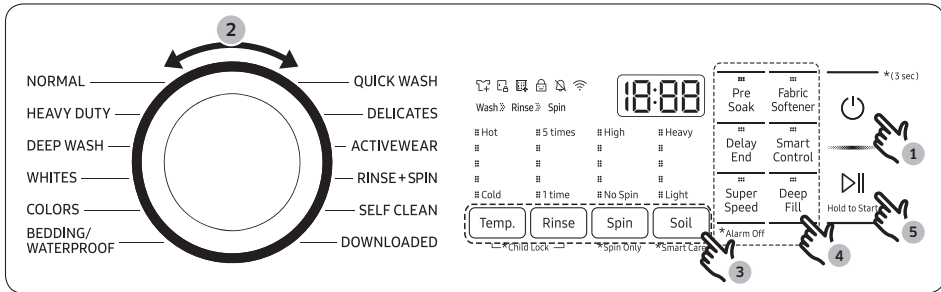 2
NORMAL
HEAVY DUTY
DEEP WASH
WHITES
COLORS
BEDDING/
WATERPROOF
QUICK WASH
DELICATES
ACTIVEWEAR
RINSE+SPIN
SELF CLEAN
DOWNLOADED
18:88
Wash Rinse Spin
Hot 5 times High Heavy
Cold 1 time No Spin Light
Temp. Rinse Spin Soil
*Child Lock *Spin Only *Smart Care
3
Pre Soak
Fabric Softener
Delay End
Smart Control
Super Speed
Deep Fill
*Alarm Off
4
*(3 sec)
1
Hold to Start
5